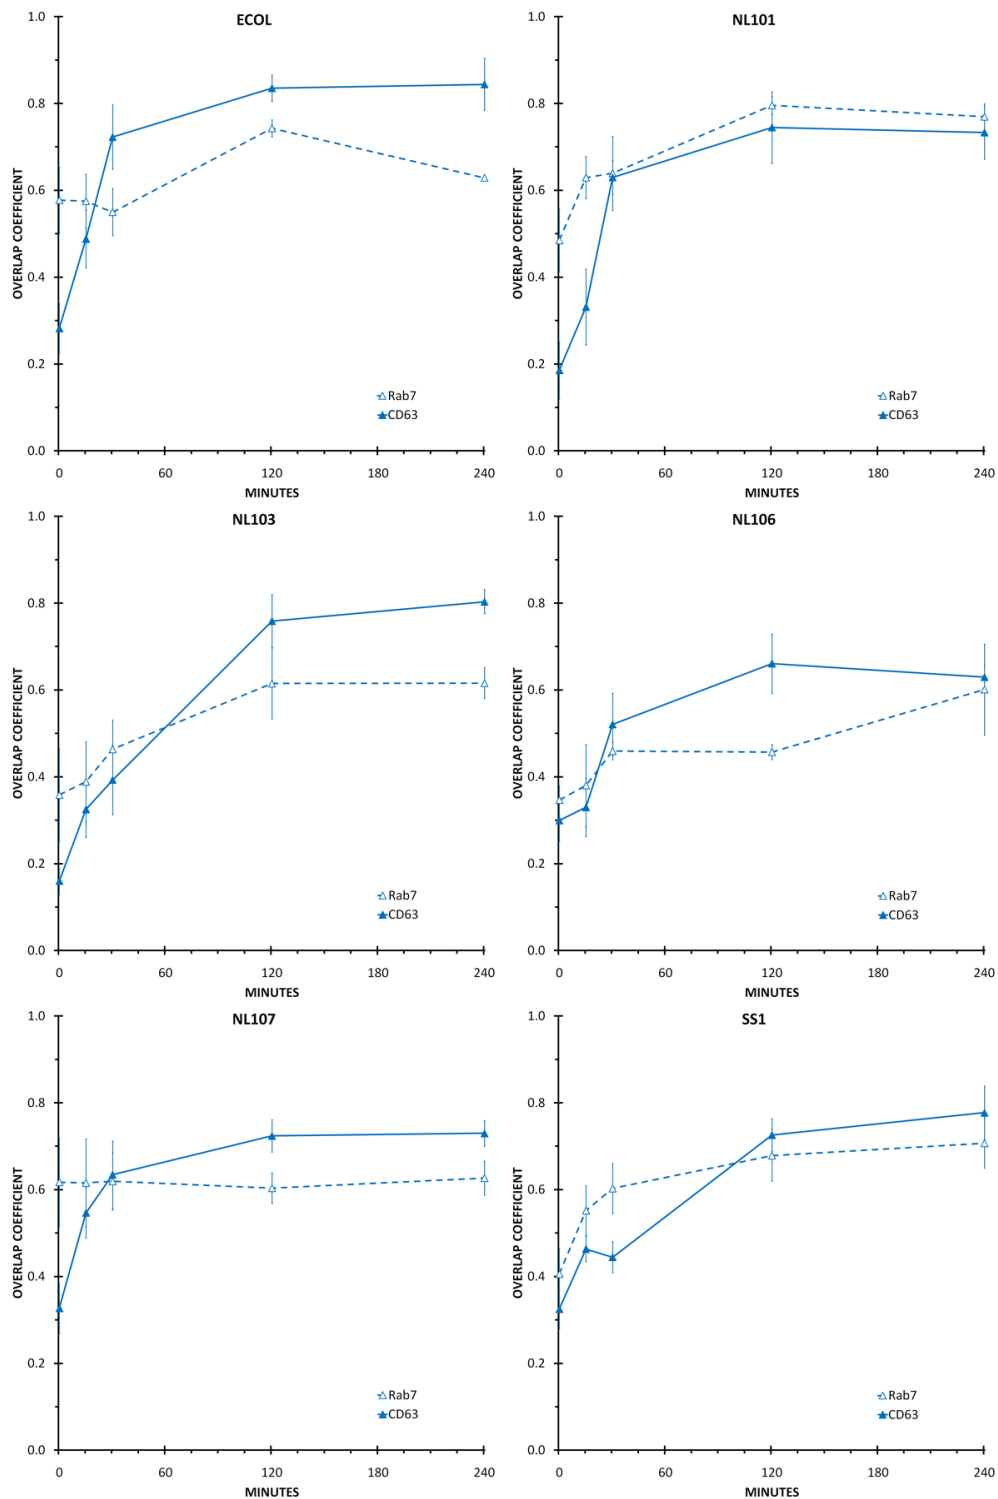 ECOL
1.0
0.8
0.6
0.4
0.2
0.0
OVERLAP COEFFICIENT
Rab7
CD63
0 60 120 180 240
MINUTES
NL101
1.0
0.8
0.6
0.4
0.2
0.0
OVERLAP COEFFICIENT
Rab7
CD63
0 60 120 180 240
MINUTES
NL103
1.0
0.8
0.6
0.4
0.2
0.0
OVERLAP COEFFICIENT
Rab7
CD63
0 60 120 180 240
MINUTES
NL106
1.0
0.8
0.6
0.4
0.2
0.0
OVERLAP COEFFICIENT
Rab7
CD63
0 60 120 180 240
MINUTES
NL107
1.0
0.8
0.6
0.4
0.2
0.0
OVERLAP COEFFICIENT
Rab7
CD63
0 60 120 180 240
MINUTES
SS1
1.0
0.8
0.6
0.4
0.2
0.0
OVERLAP COEFFICIENT
Rab7
CD63
0 60 120 180 240
MINUTES